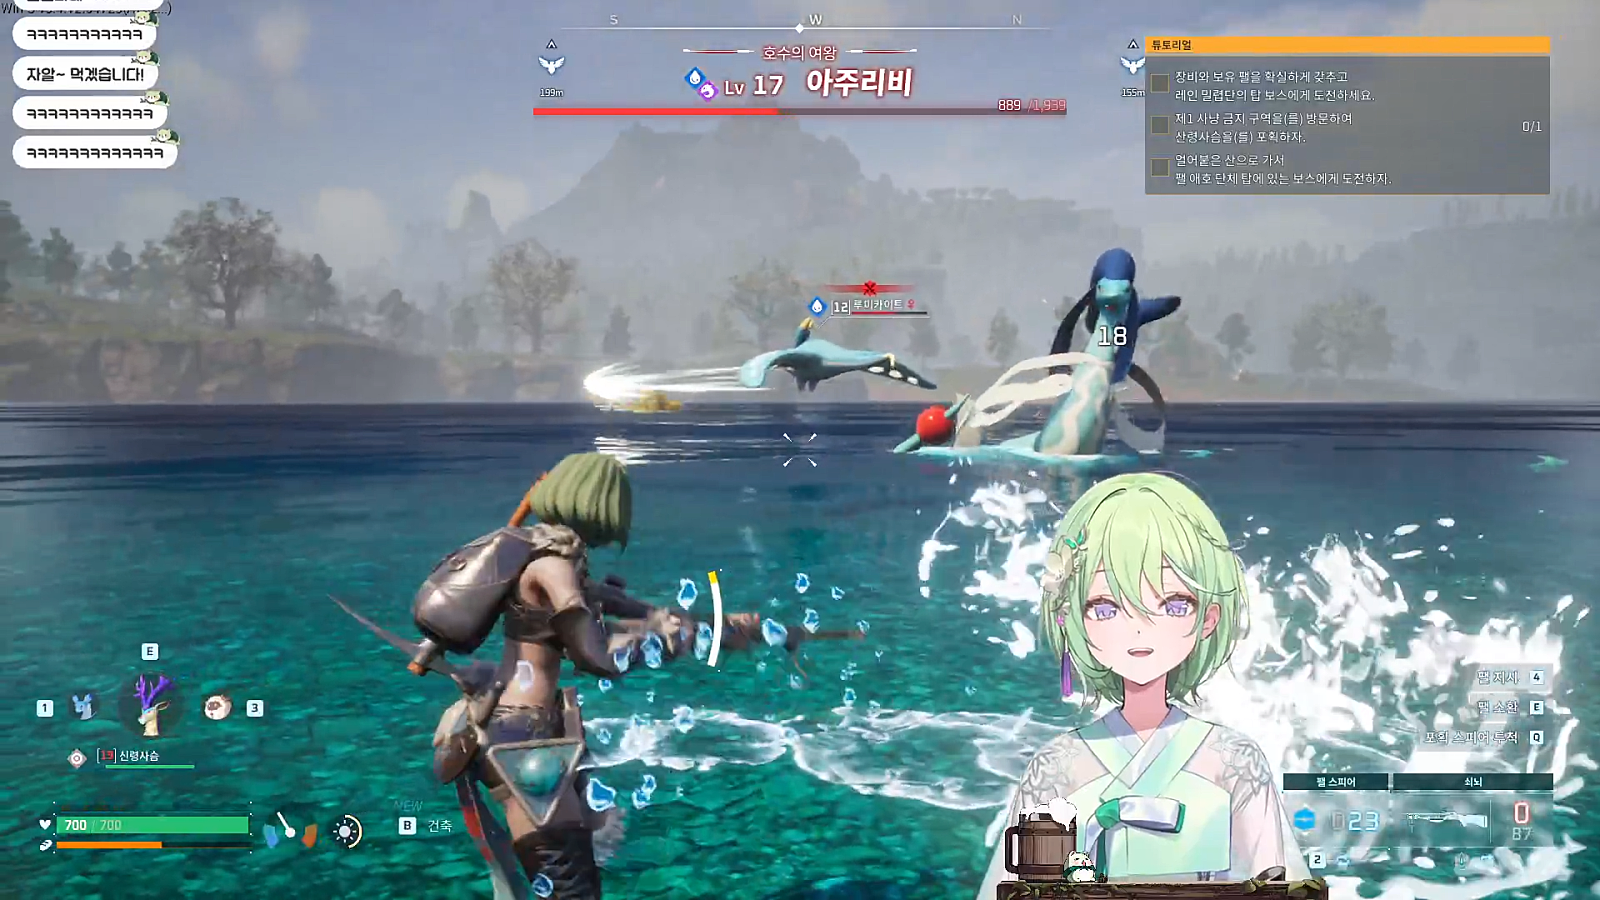 ㅋㅋㅋㅋㅋㅋㅋㅋㅋㅋㅋ
자알~ 먹겠습니다!
ㅋㅋㅋㅋㅋㅋㅋㅋㅋㅋㅋㅋ
ㅋㅋㅋㅋㅋㅋㅋㅋㅋㅋㅋㅋㅋ
S W N
호수의 여왕
Lv 17 아주리비
889 /1,939
199m
155m
튜토리얼
장비와 보유 팰을 확실하게 갖추고
레인 밀렵단의 탑 보스에게 도전하세요.
제1 사냥 금지 구역을(를) 방문하여
산령사슴을(를) 포획하자.
0/1
얼어붙은 산으로 가서
팰 애호 단체 탑에 있는 보스에게 도전하자.
12 루미카이트 ♀
18
E
1
3
[13] 신령사슴
700 / 700
NEW
B 건축
팰 지시 4
팰 소환 E
포획 스피어 투척 Q
팰 스피어
쇠뇌
023
0
87
2